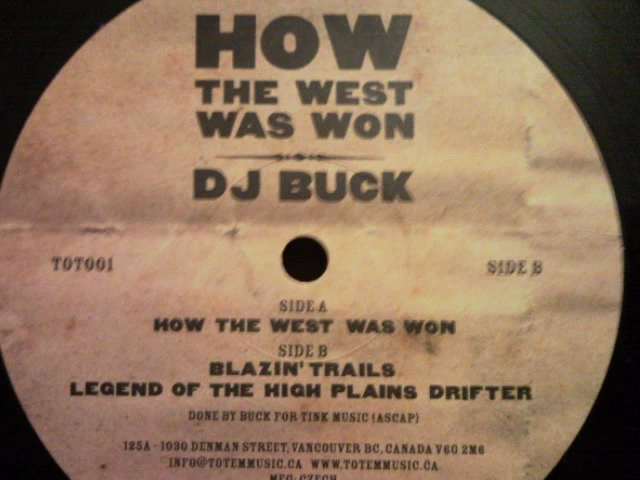 HOW
THE WEST
WAS WON
DJ BUCK
TOT001
SIDE B
SIDE A
HOW THE WEST WAS WON
SIDE B
BLAZIN' TRAILS
LEGEND OF THE HIGH PLAINS DRIFTER
DONE BY BUCK FOR TINK MUSIC (ASCAP)
125A - 1030 DENMAN STREET, VANCOUVER BC, CANADA V6G 2M6
INFO@TOTEMMUSIC.CA WWW.TOTEMMUSIC.CA
MFG: CZECH